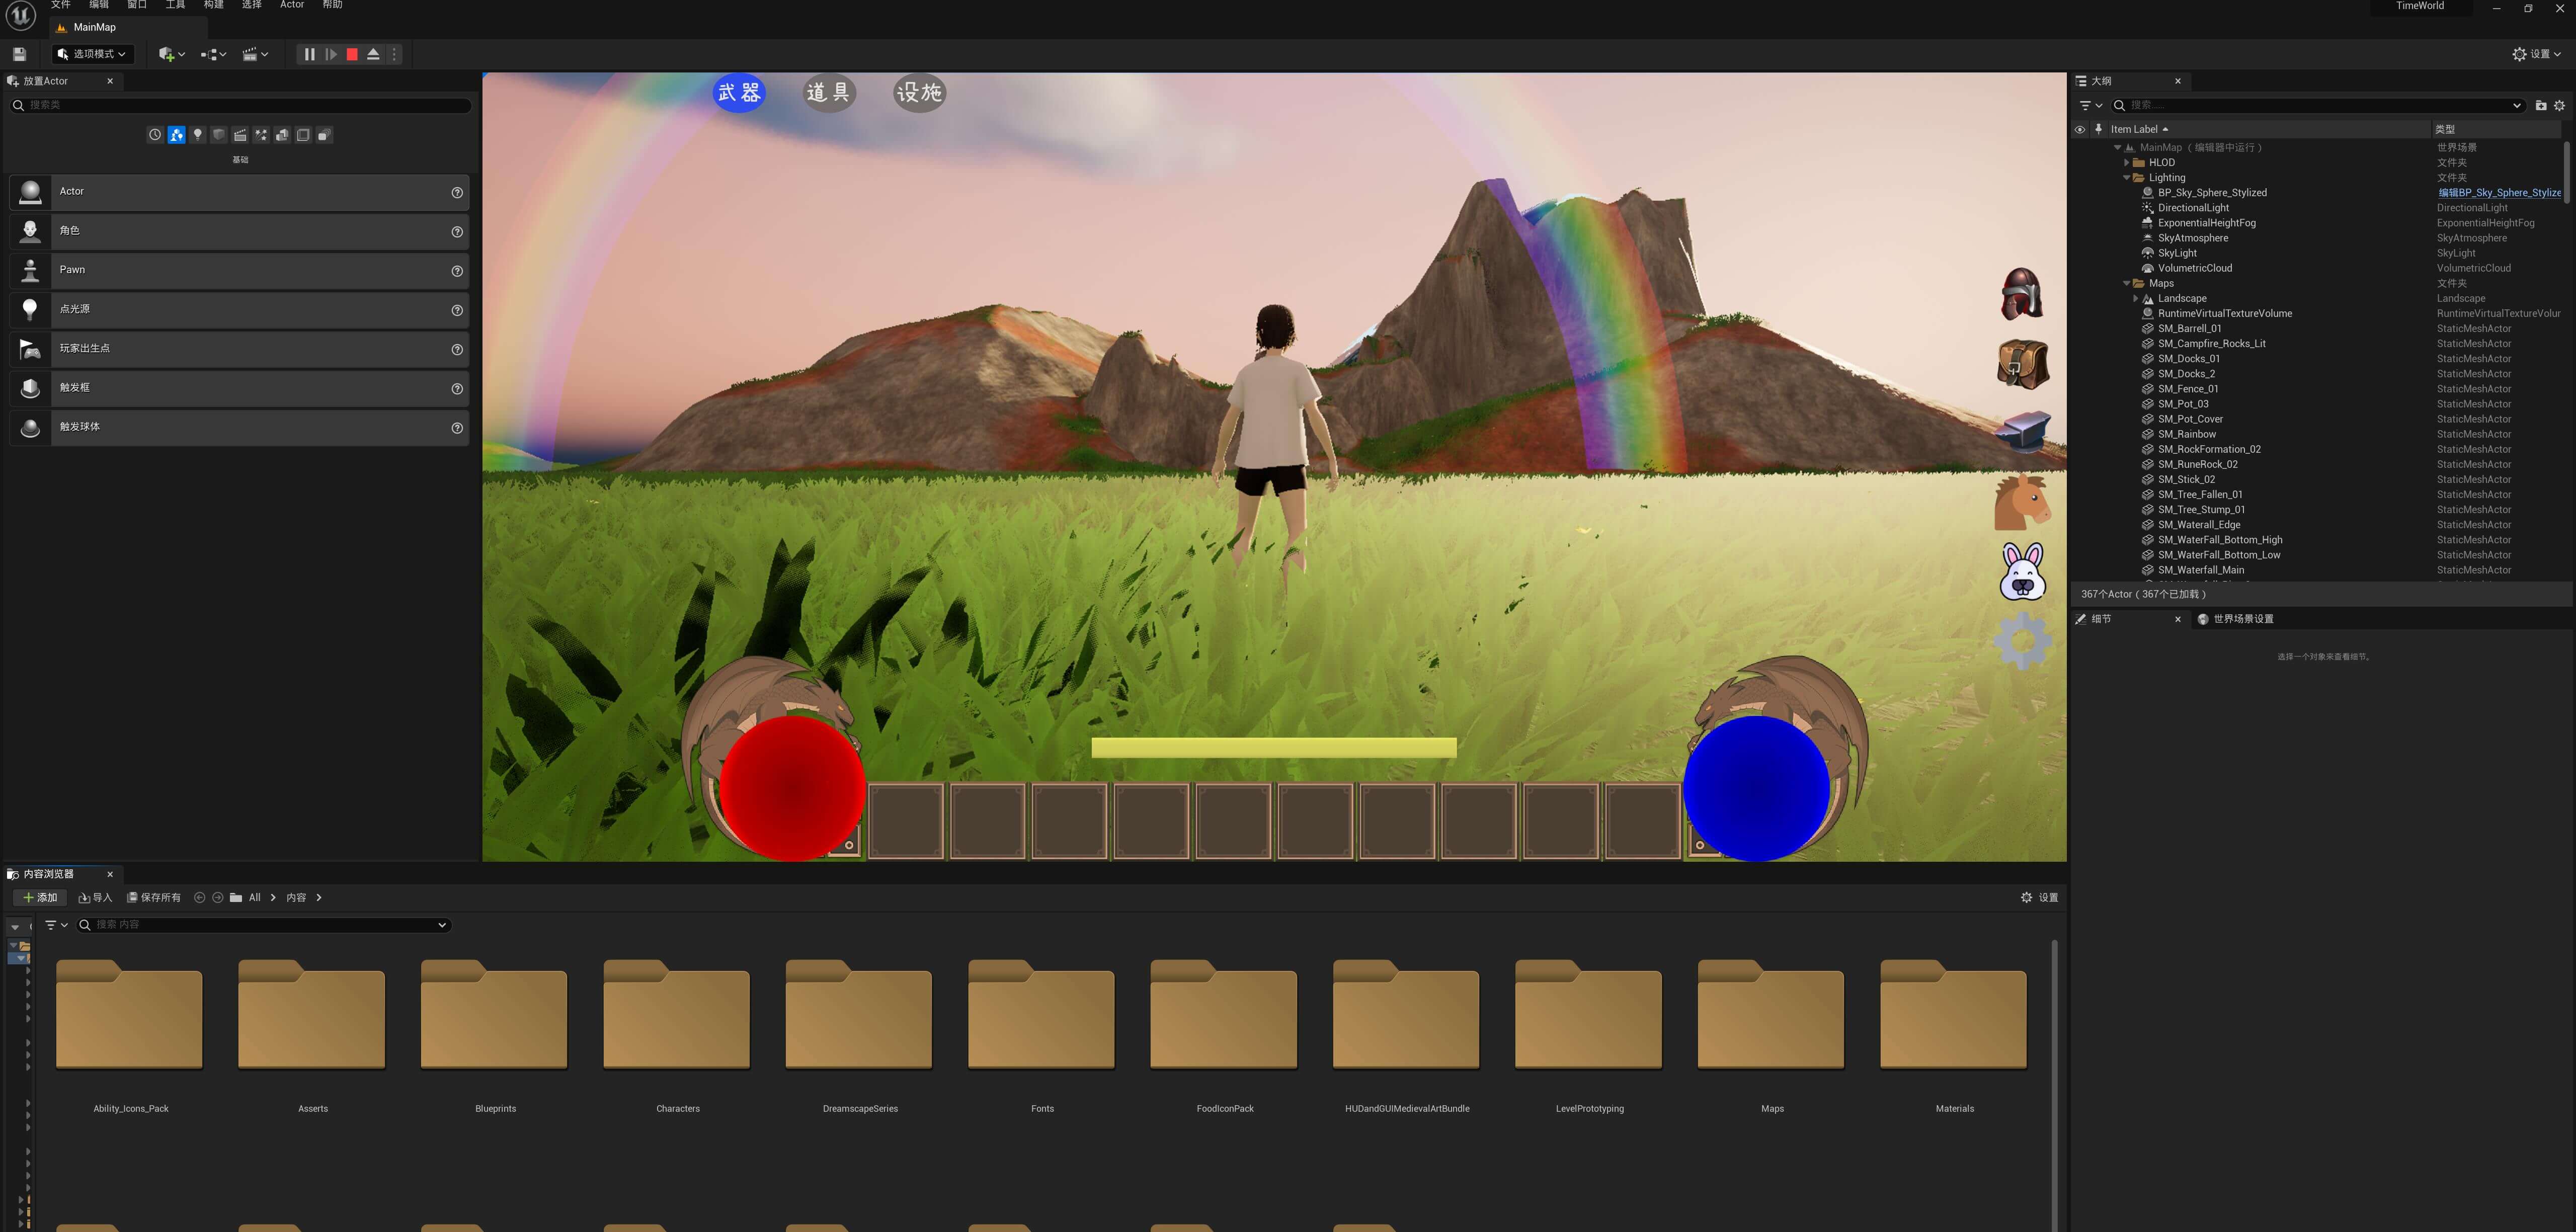 文件 编辑 窗口 工具 构建 选择 Actor 帮助
TimeWorld
MainMap
选项模式
设置
放置Actor
搜索类
基础
Actor
角色
Pawn
点光源
玩家出生点
触发框
触发球体
武器 道具 设施
大纲
搜索......
Item Label 类型
MainMap（编辑器中运行） 世界场景
HLOD 文件夹
Lighting 文件夹
BP_Sky_Sphere_Stylized 编辑BP_Sky_Sphere_Stylize
DirectionalLight DirectionalLight
ExponentialHeightFog ExponentialHeightFog
SkyAtmosphere SkyAtmosphere
SkyLight SkyLight
VolumetricCloud VolumetricCloud
Maps 文件夹
Landscape Landscape
RuntimeVirtualTextureVolume RuntimeVirtualTextureVolur
SM_Barrell_01 StaticMeshActor
SM_Campfire_Rocks_Lit StaticMeshActor
SM_Docks_01 StaticMeshActor
SM_Docks_2 StaticMeshActor
SM_Fence_01 StaticMeshActor
SM_Pot_03 StaticMeshActor
SM_Pot_Cover StaticMeshActor
SM_Rainbow StaticMeshActor
SM_RockFormation_02 StaticMeshActor
SM_RuneRock_02 StaticMeshActor
SM_Stick_02 StaticMeshActor
SM_Tree_Fallen_01 StaticMeshActor
SM_Tree_Stump_01 StaticMeshActor
SM_Waterall_Edge StaticMeshActor
SM_WaterFall_Bottom_High StaticMeshActor
SM_WaterFall_Bottom_Low StaticMeshActor
SM_Waterfall_Main StaticMeshActor
367个Actor（367个已加载）
细节 世界场景设置
选择一个对象来查看细节。
内容浏览器
添加 导入 保存所有 All 内容 设置
搜索 内容
Ability_Icons_Pack Asserts Blueprints Characters DreamscapeSeries Fonts FoodIconPack HUDandGUIMedievalArtBundle LevelPrototyping Maps Materials